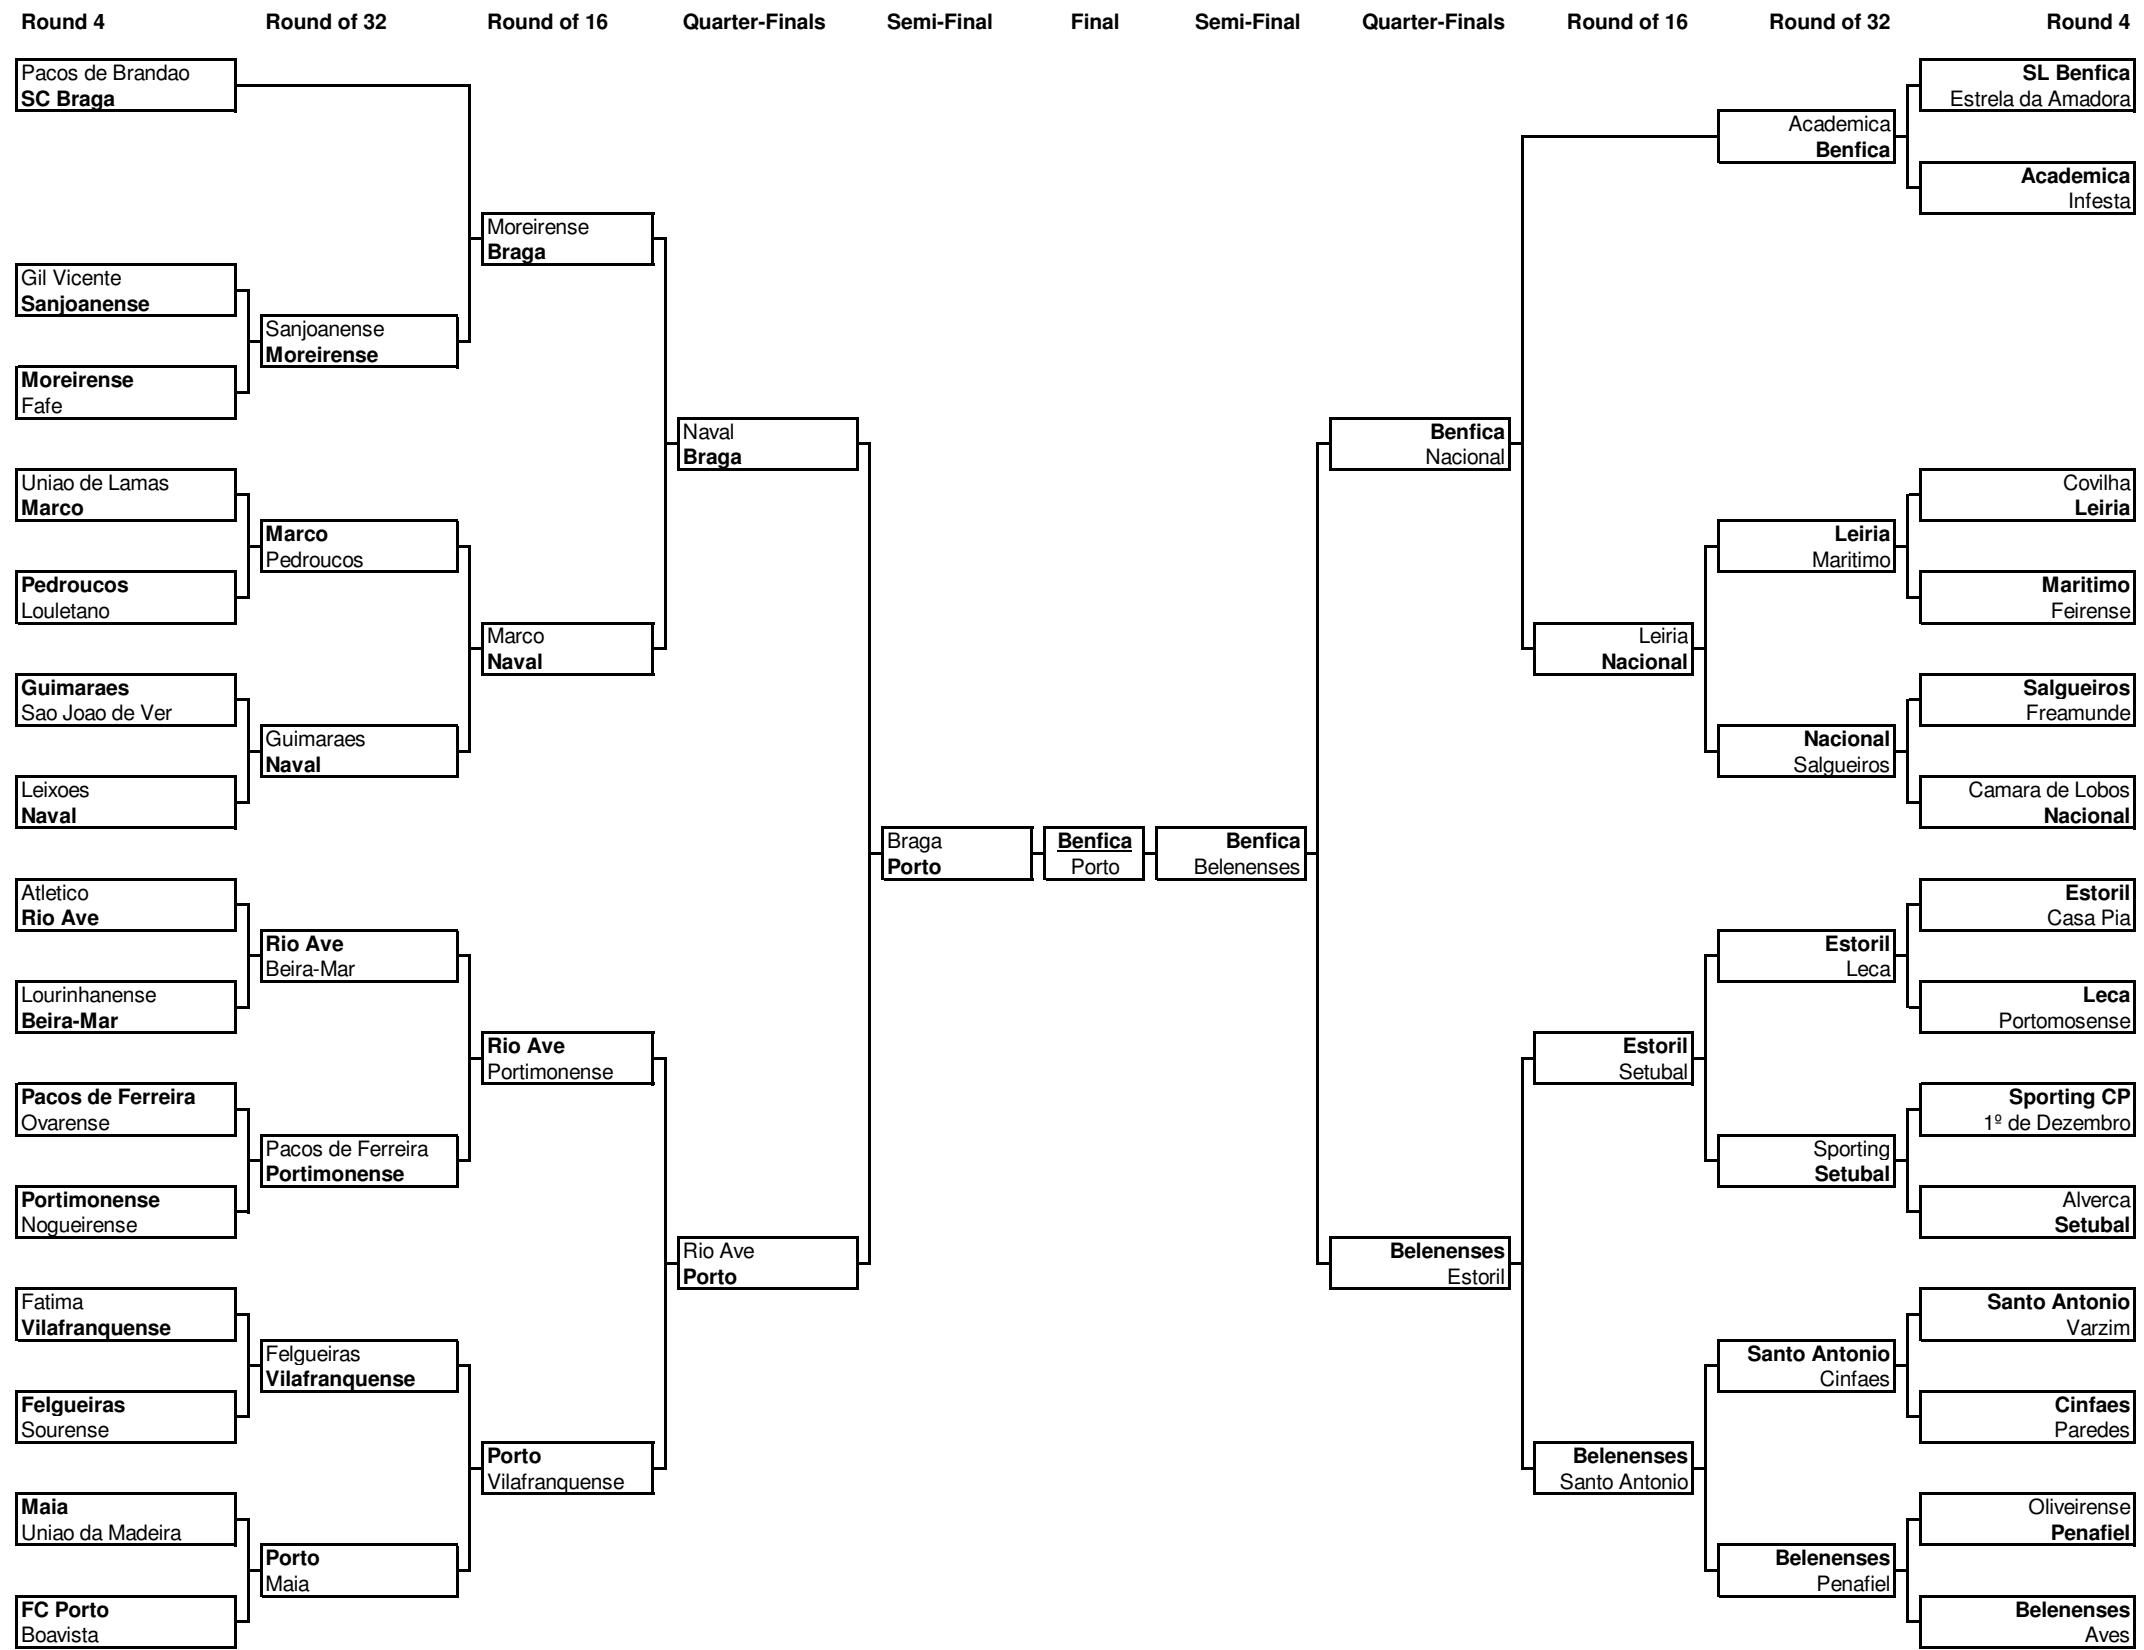 Round 4
Round of 32
Round of 16
Quarter-Finals
Semi-Final
Final
Semi-Final
Quarter-Finals
Round of 16
Round of 32
Round 4
Pacos de Brandao
SC Braga
Gil Vicente
Sanjoanense
Moreirense
Fafe
Uniao de Lamas
Marco
Pedroucos
Louletano
Guimaraes
Sao Joao de Ver
Leixoes
Naval
Atletico
Rio Ave
Lourinhanense
Beira-Mar
Pacos de Ferreira
Ovarense
Portimonense
Nogueirense
Fatima
Vilafranquense
Felgueiras
Sourense
Maia
Uniao da Madeira
FC Porto
Boavista
Sanjoanense
Moreirense
Marco
Pedroucos
Guimaraes
Naval
Rio Ave
Beira-Mar
Pacos de Ferreira
Portimonense
Felgueiras
Vilafranquense
Porto
Maia
Moreirense
Braga
Marco
Naval
Rio Ave
Portimonense
Porto
Vilafranquense
Naval
Braga
Rio Ave
Porto
Braga
Porto
Benfica
Porto
Benfica
Belenenses
Benfica
Nacional
Belenenses
Estoril
Leiria
Nacional
Estoril
Setubal
Belenenses
Santo Antonio
Academica
Benfica
Leiria
Maritimo
Nacional
Salgueiros
Estoril
Leca
Sporting
Setubal
Santo Antonio
Cinfaes
Belenenses
Penafiel
SL Benfica
Estrela da Amadora
Academica
Infesta
Covilha
Leiria
Maritimo
Feirense
Salgueiros
Freamunde
Camara de Lobos
Nacional
Estoril
Casa Pia
Leca
Portomosense
Sporting CP
1º de Dezembro
Alverca
Setubal
Santo Antonio
Varzim
Cinfaes
Paredes
Oliveirense
Penafiel
Belenenses
Aves